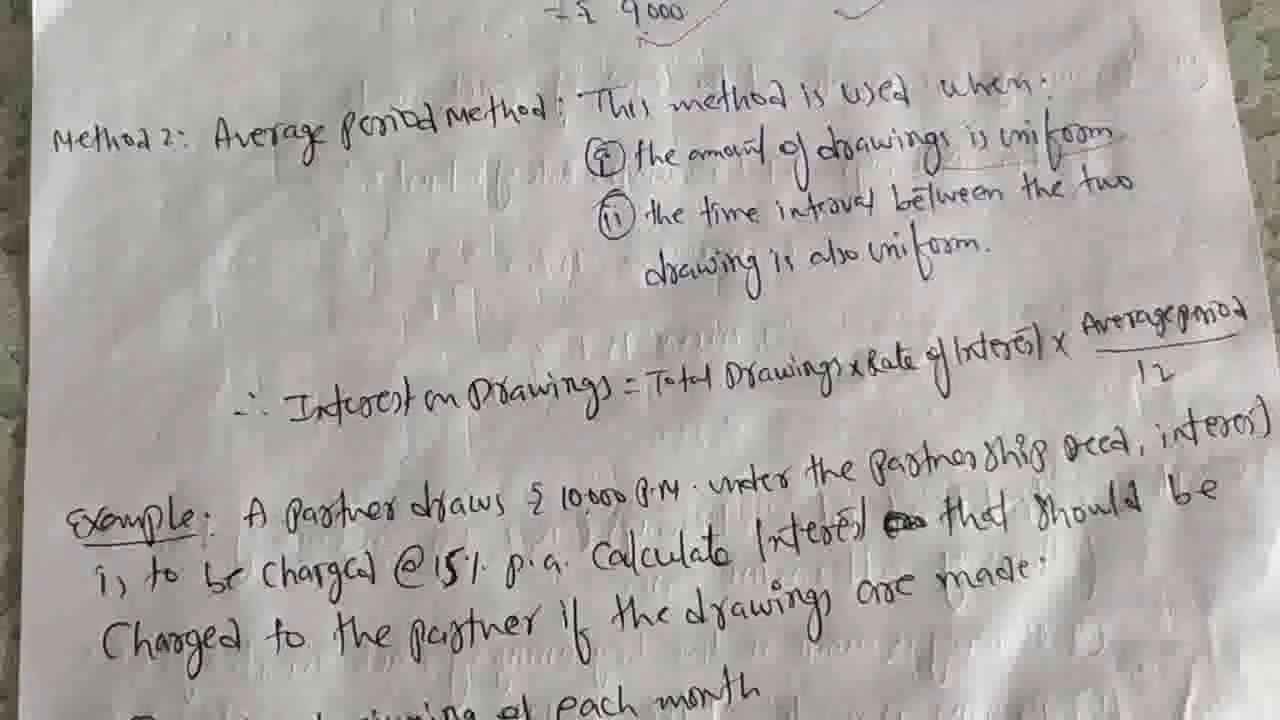 = ₹ 9000
Method 2: Average period Method: This method is used when:
(i) the amount of drawings is uniform
(ii) the time intraval between the two
drawing is also uniform.
∴ Interest on Drawings = Total Drawings × Rate of Interest × Average period / 12
Example: A partner draws ₹ 10,000 P.M. under the partnership deed, interest
is to be charged @ 15% p.a. Calculate Interest that should be
Charged to the partner if the drawings are made:
of each month